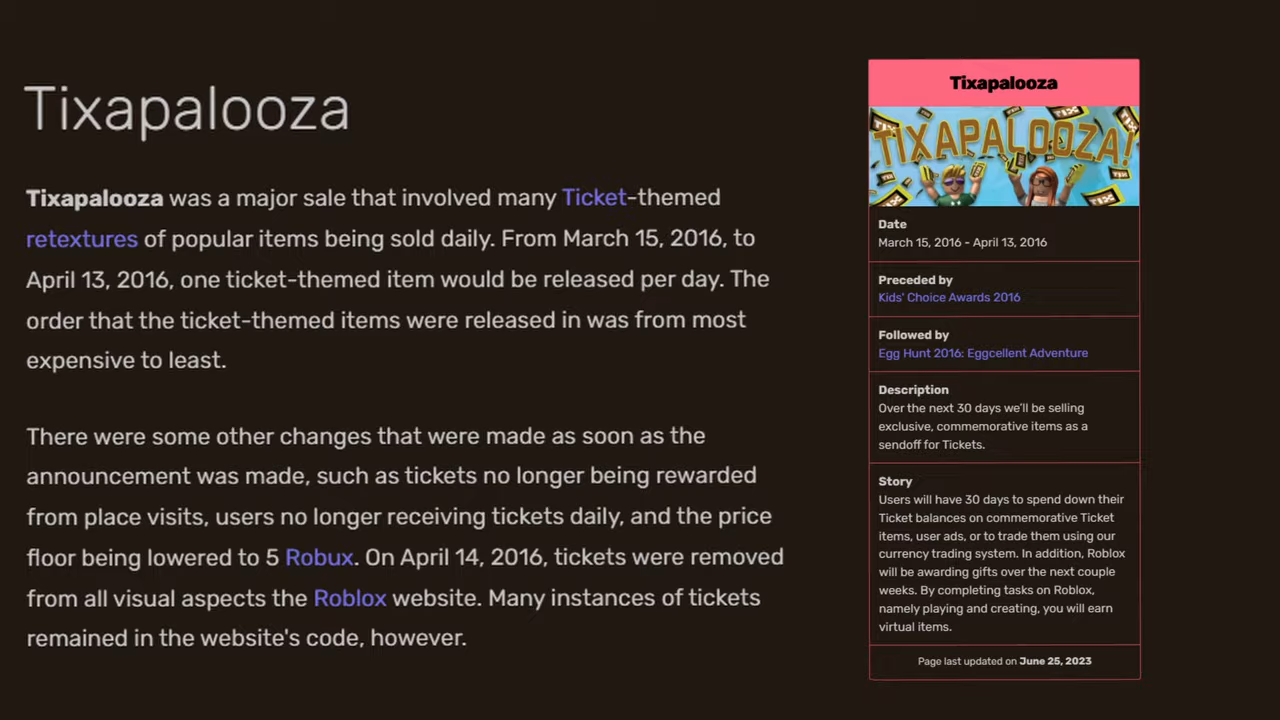 Tixapalooza
Tixapalooza was a major sale that involved many Ticket-themed
retextures of popular items being sold daily. From March 15, 2016, to
April 13, 2016, one ticket-themed item would be released per day. The
order that the ticket-themed items were released in was from most
expensive to least.
There were some other changes that were made as soon as the
announcement was made, such as tickets no longer being rewarded
from place visits, users no longer receiving tickets daily, and the price
floor being lowered to 5 Robux. On April 14, 2016, tickets were removed
from all visual aspects the Roblox website. Many instances of tickets
remained in the website's code, however.
Tixapalooza
TIXAPALOOZA!
TIX
TIX
TIX
Date
March 15, 2016 - April 13, 2016
Preceded by
Kids' Choice Awards 2016
Followed by
Egg Hunt 2016: Eggcellent Adventure
Description
Over the next 30 days we'll be selling
exclusive, commemorative items as a
sendoff for Tickets.
Story
Users will have 30 days to spend down their
Ticket balances on commemorative Ticket
items, user ads, or to trade them using our
currency trading system. In addition, Roblox
will be awarding gifts over the next couple
weeks. By completing tasks on Roblox,
namely playing and creating, you will earn
virtual items.
Page last updated on June 25, 2023